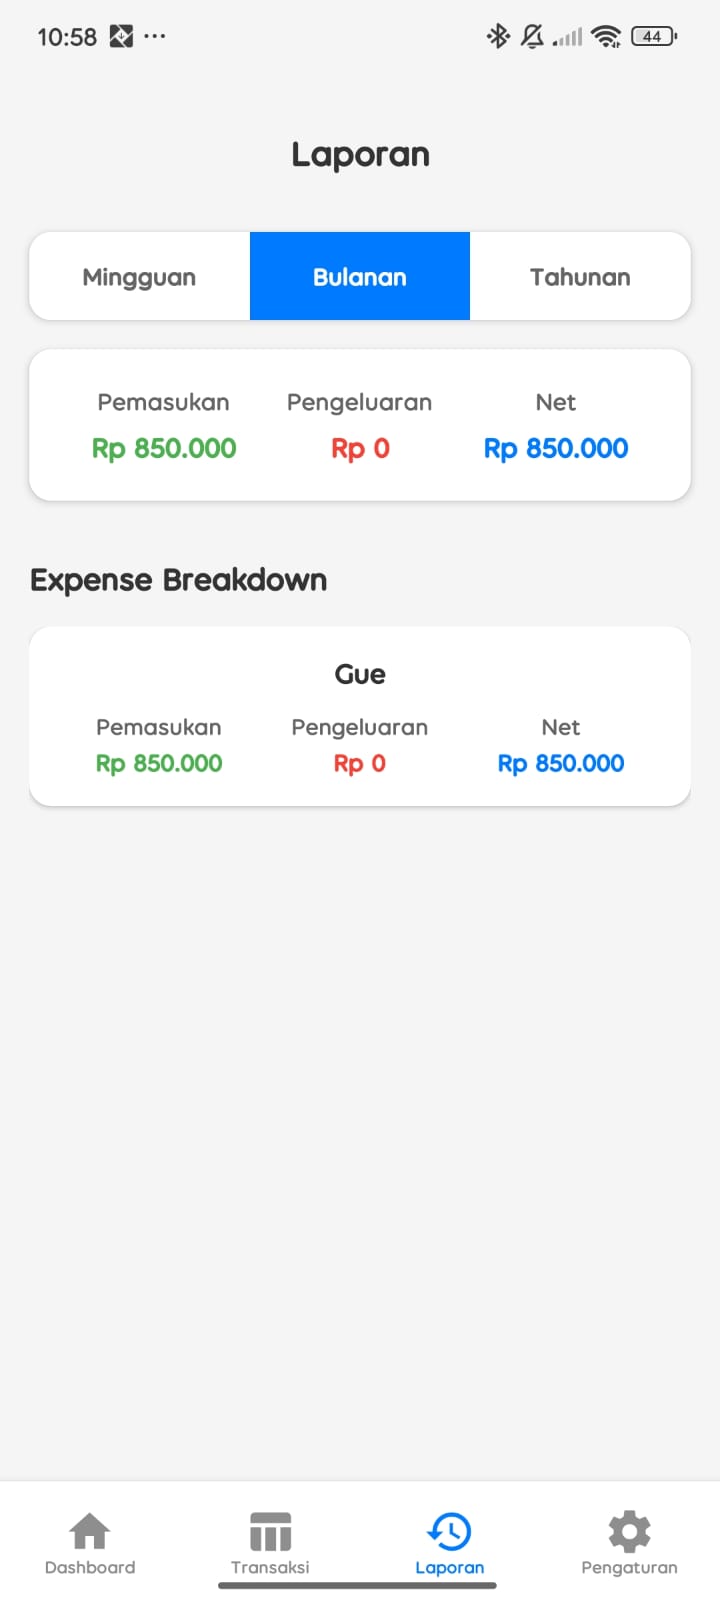 10:58
44
Laporan
Mingguan Bulanan Tahunan
Pemasukan Pengeluaran Net
Rp 850.000 Rp 0 Rp 850.000
Expense Breakdown
Gue
Pemasukan Pengeluaran Net
Rp 850.000 Rp 0 Rp 850.000
Dashboard Transaksi Laporan Pengaturan